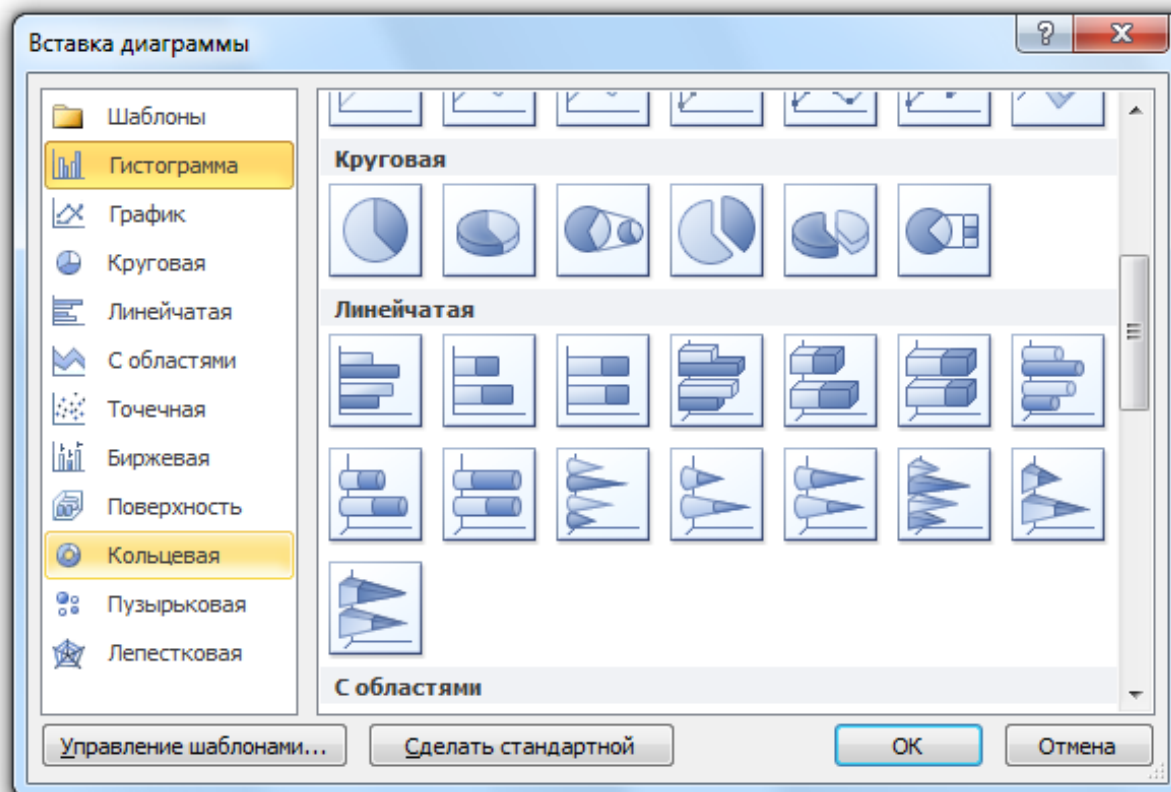 Вставка диаграммы
Шаблоны
Гистограмма
График
Круговая
Линейчатая
С областями
Точечная
Биржевая
Поверхность
Кольцевая
Пузырьковая
Лепестковая
Круговая
Линейчатая
С областями
Управление шаблонами...
Сделать стандартной
ОК
Отмена